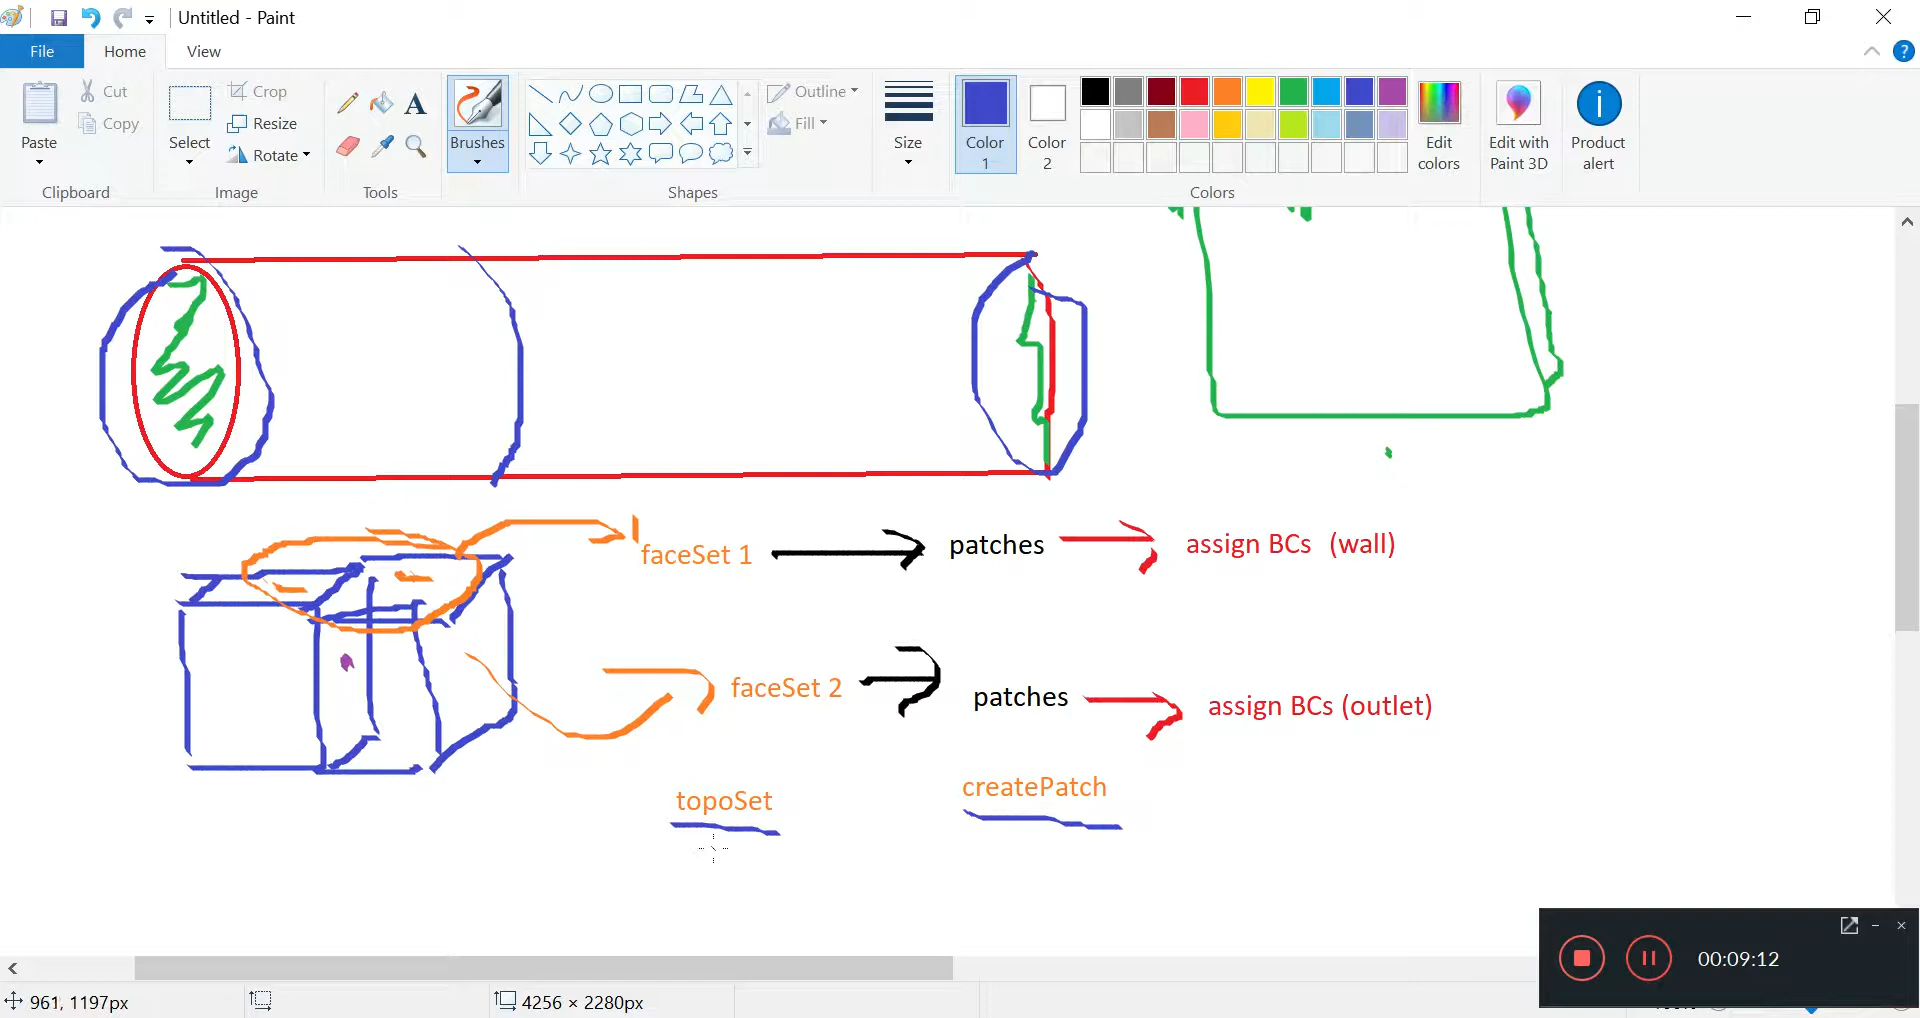 Untitled - Paint
File
Home
View
Paste
Cut
Copy
Clipboard
Select
Crop
Resize
Rotate
Image
A
Tools
Brushes
Outline
Fill
Shapes
Size
Color 1
Color 2
Edit colors
Colors
Edit with Paint 3D
Product alert
faceSet 1
patches
assign BCs (wall)
faceSet 2
patches
assign BCs (outlet)
topoSet
createPatch
00:09:12
961, 1197px
4256 × 2280px